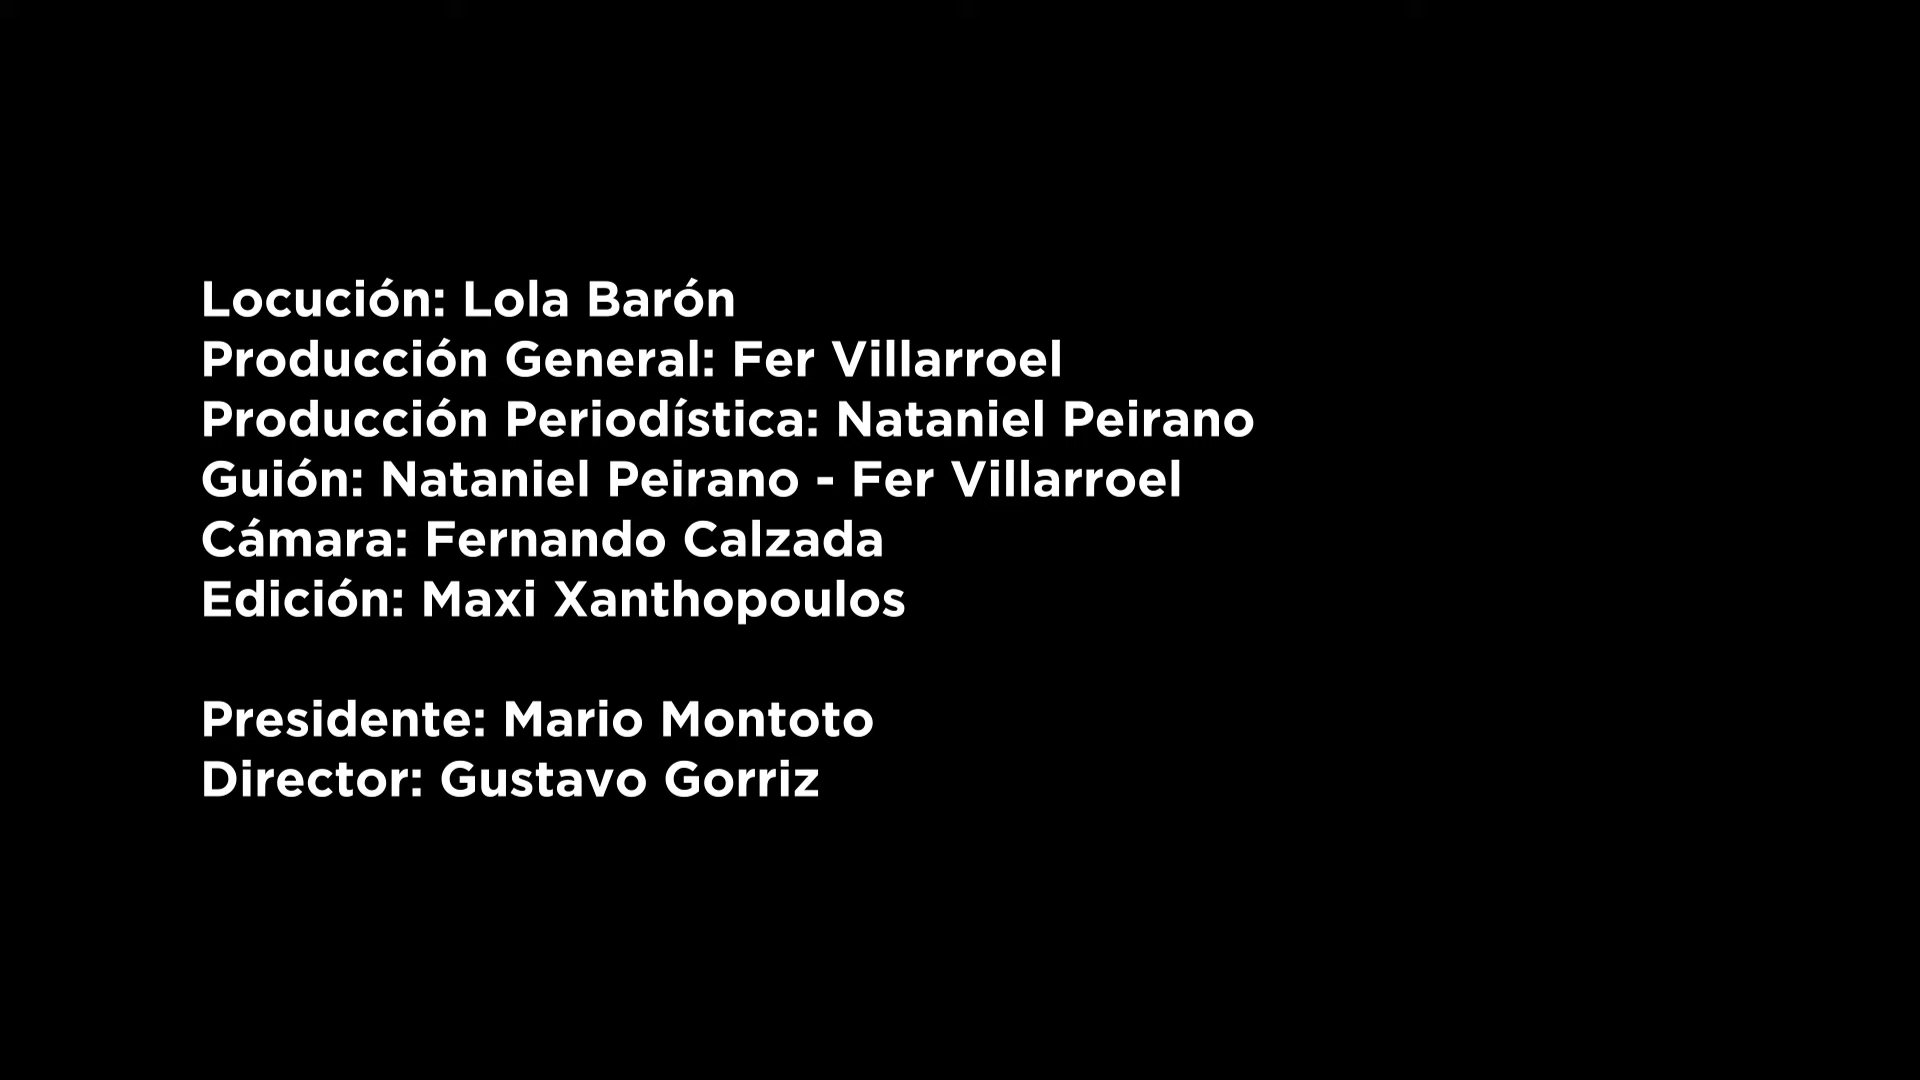 Locución: Lola Barón
Producción General: Fer Villarroel
Producción Periodística: Nataniel Peirano
Guión: Nataniel Peirano - Fer Villarroel
Cámara: Fernando Calzada
Edición: Maxi Xanthopoulos
Presidente: Mario Montoto
Director: Gustavo Gorriz